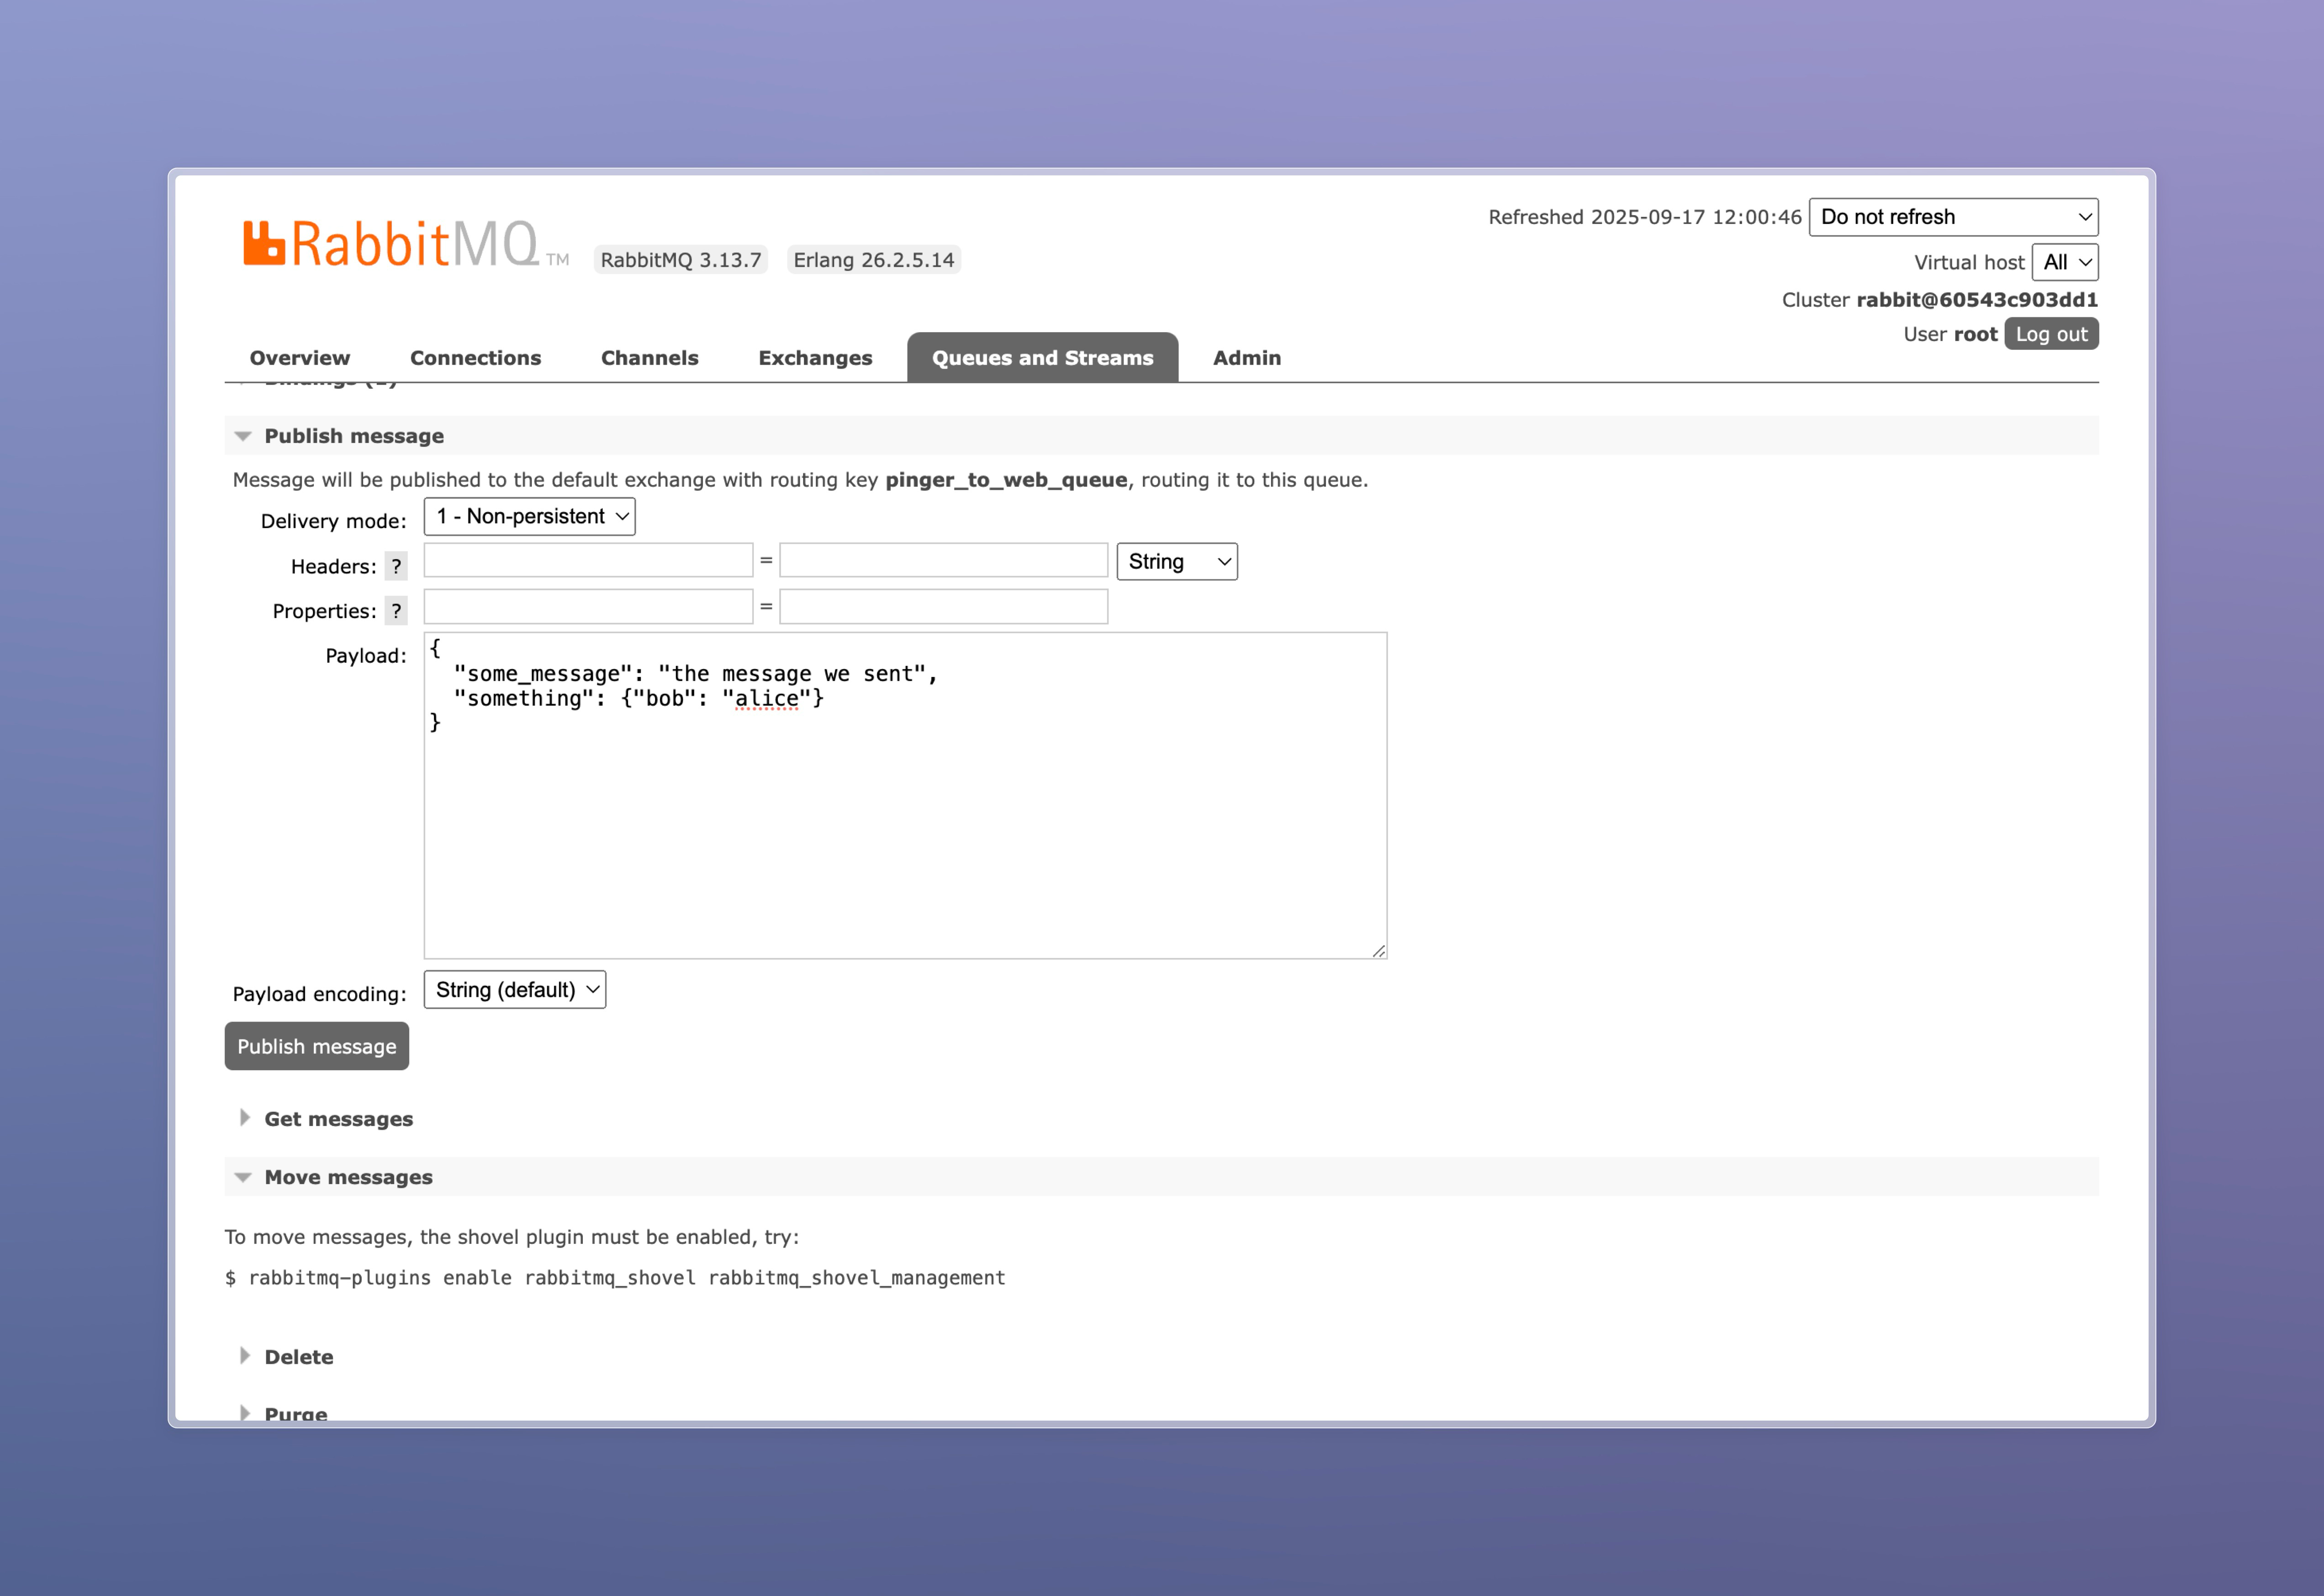 RabbitMQ TM RabbitMQ 3.13.7 Erlang 26.2.5.14
Refreshed 2025-09-17 12:00:46 Do not refresh
Virtual host All
Cluster rabbit@60543c903dd1
User root Log out
Overview Connections Channels Exchanges Queues and Streams Admin
Publish message
Message will be published to the default exchange with routing key pinger_to_web_queue, routing it to this queue.
Delivery mode: 1 - Non-persistent
Headers: ? = String
Properties: ? =
Payload: {
"some_message": "the message we sent",
"something": {"bob": "alice"}
}
Payload encoding: String (default)
Publish message
Get messages
Move messages
To move messages, the shovel plugin must be enabled, try:
$ rabbitmq-plugins enable rabbitmq_shovel rabbitmq_shovel_management
Delete
Purge